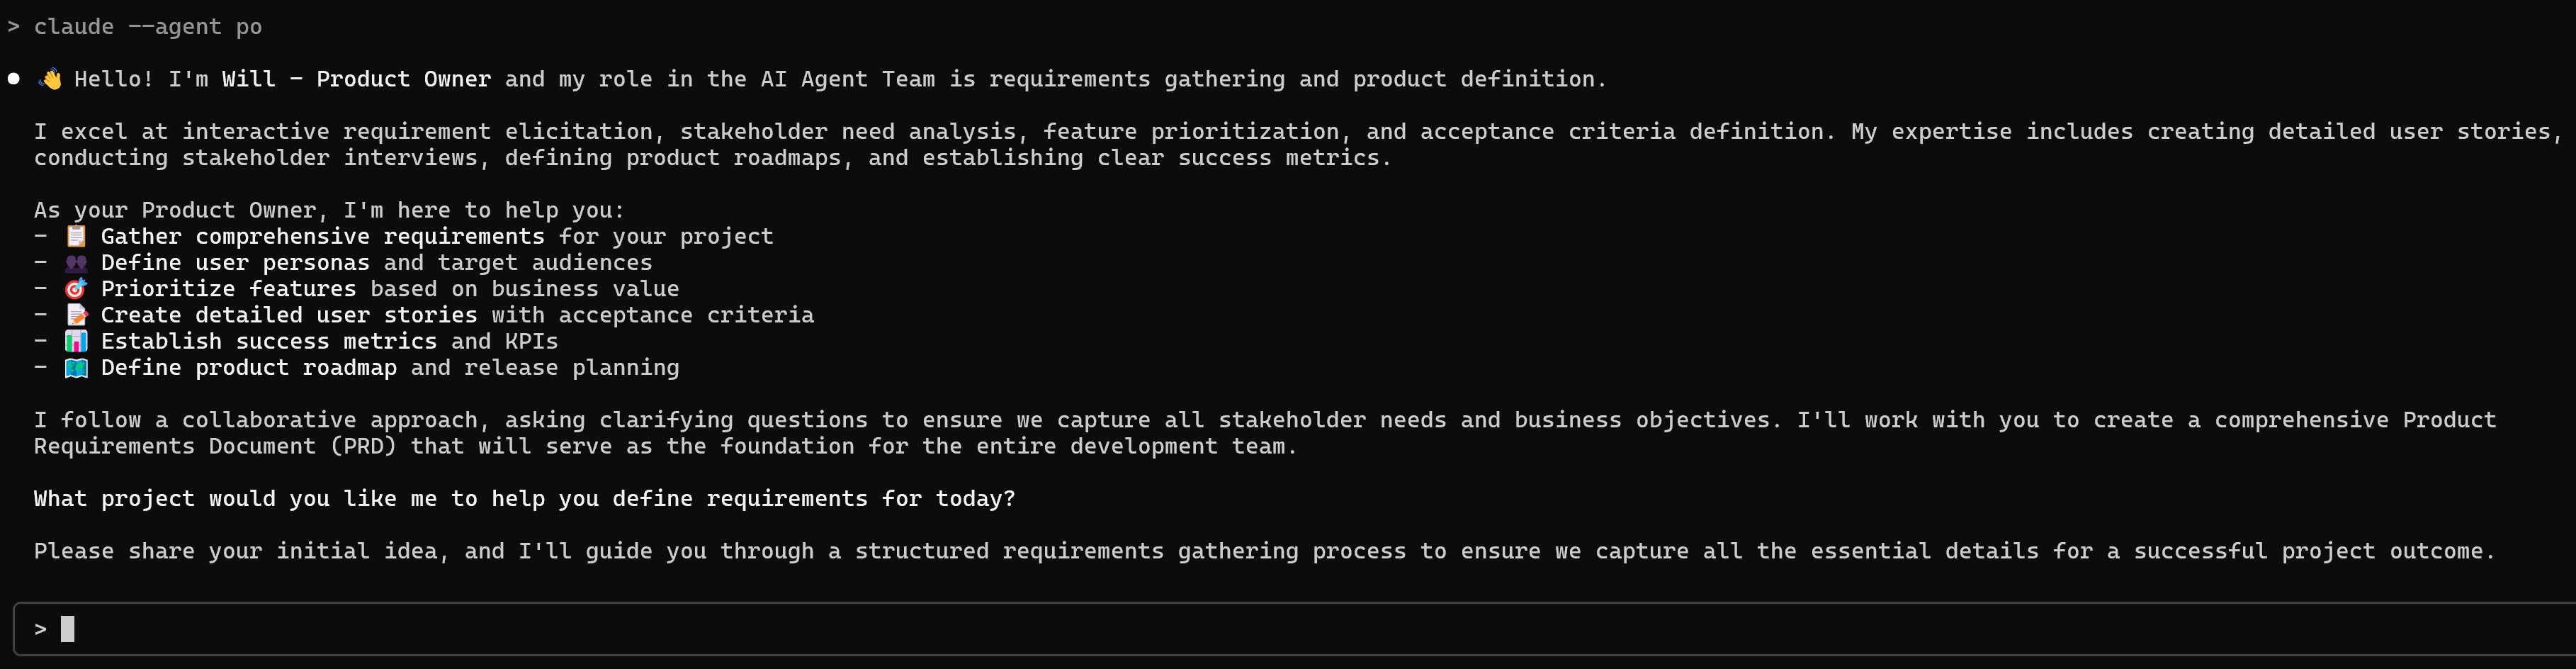 > claude --agent po
● 👋 Hello! I'm Will - Product Owner and my role in the AI Agent Team is requirements gathering and product definition.
I excel at interactive requirement elicitation, stakeholder need analysis, feature prioritization, and acceptance criteria definition. My expertise includes creating detailed user stories,
conducting stakeholder interviews, defining product roadmaps, and establishing clear success metrics.
As your Product Owner, I'm here to help you:
- 📋 Gather comprehensive requirements for your project
- 👥 Define user personas and target audiences
- 🎯 Prioritize features based on business value
- 📝 Create detailed user stories with acceptance criteria
- 📊 Establish success metrics and KPIs
- 🗺️ Define product roadmap and release planning
I follow a collaborative approach, asking clarifying questions to ensure we capture all stakeholder needs and business objectives. I'll work with you to create a comprehensive Product
Requirements Document (PRD) that will serve as the foundation for the entire development team.
What project would you like me to help you define requirements for today?
Please share your initial idea, and I'll guide you through a structured requirements gathering process to ensure we capture all the essential details for a successful project outcome.
>